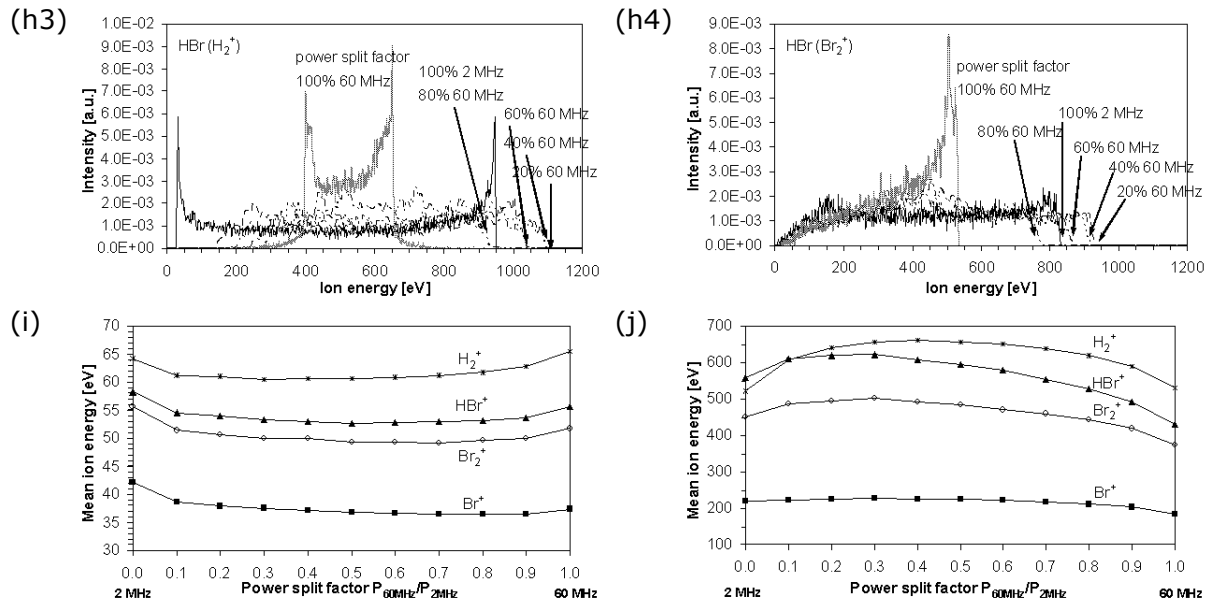 (h3)
1.0E-02
9.0E-03
8.0E-03
7.0E-03
6.0E-03
5.0E-03
4.0E-03
3.0E-03
2.0E-03
1.0E-03
0.0E+00
Intensity [a.u.]
HBr (H2+)
power split factor
100% 60 MHz
100% 2 MHz
80% 60 MHz
60% 60 MHz
40% 60 MHz
20% 60 MHz
0 200 400 600 800 1000 1200
Ion energy [eV]
(h4)
9.0E-03
8.0E-03
7.0E-03
6.0E-03
5.0E-03
4.0E-03
3.0E-03
2.0E-03
1.0E-03
0.0E+00
Intensity [a.u.]
HBr (Br2+)
power split factor
100% 60 MHz
100% 2 MHz
80% 60 MHz
60% 60 MHz
40% 60 MHz
20% 60 MHz
0 200 400 600 800 1000 1200
Ion energy [eV]
(i)
70
65
60
55
50
45
40
35
30
Mean ion energy [eV]
H2+
HBr+
Br2+
Br+
0.0 0.1 0.2 0.3 0.4 0.5 0.6 0.7 0.8 0.9 1.0
2 MHz Power split factor P60MHz/P2MHz 60 MHz
(j)
700
600
500
400
300
200
100
Mean ion energy [eV]
H2+
HBr+
Br2+
Br+
0.0 0.1 0.2 0.3 0.4 0.5 0.6 0.7 0.8 0.9 1.0
2 MHz Power split factor P60MHz/P2MHz 60 MHz